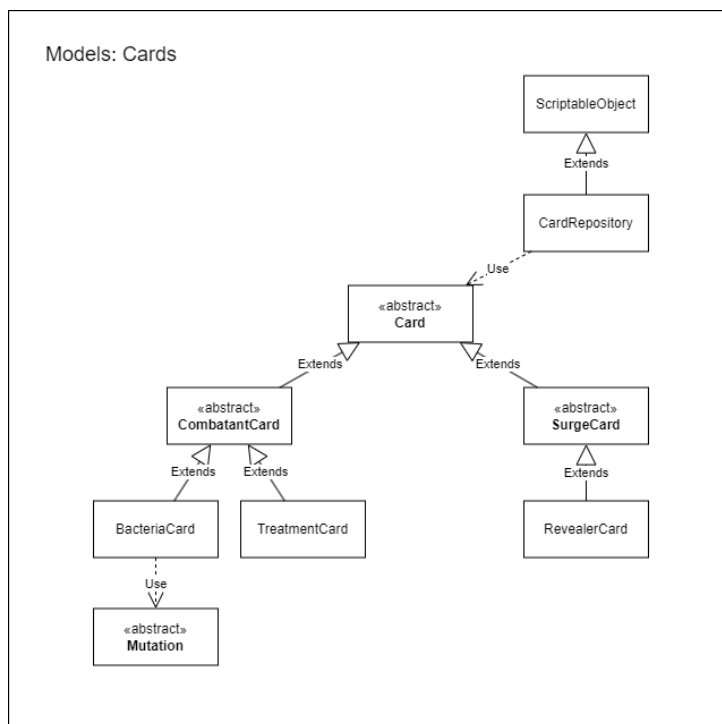 Models: Cards
ScriptableObject
Extends
CardRepository
Use
«abstract»
Card
Extends
Extends
«abstract»
CombatantCard
«abstract»
SurgeCard
Extends
Extends
Extends
BacteriaCard
TreatmentCard
RevealerCard
Use
«abstract»
Mutation